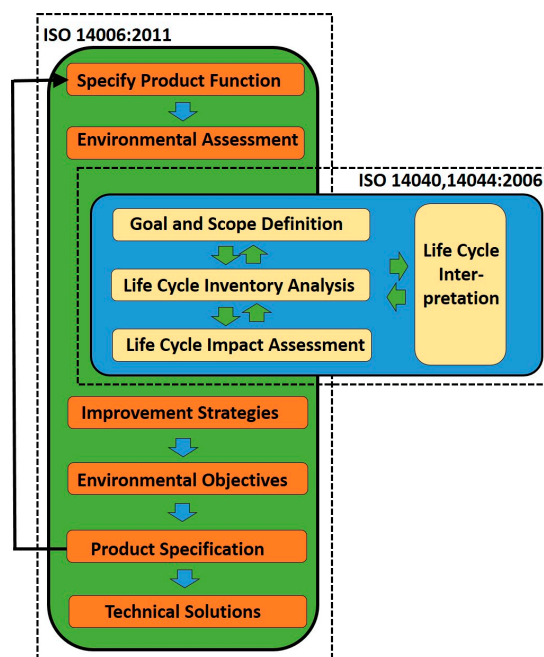 ISO 14006:2011
Specify Product Function
Environmental Assessment
ISO 14040,14044:2006
Goal and Scope Definition
Life Cycle Inventory Analysis
Life Cycle Impact Assessment
Life Cycle
Inter-
pretation
Improvement Strategies
Environmental Objectives
Product Specification
Technical Solutions